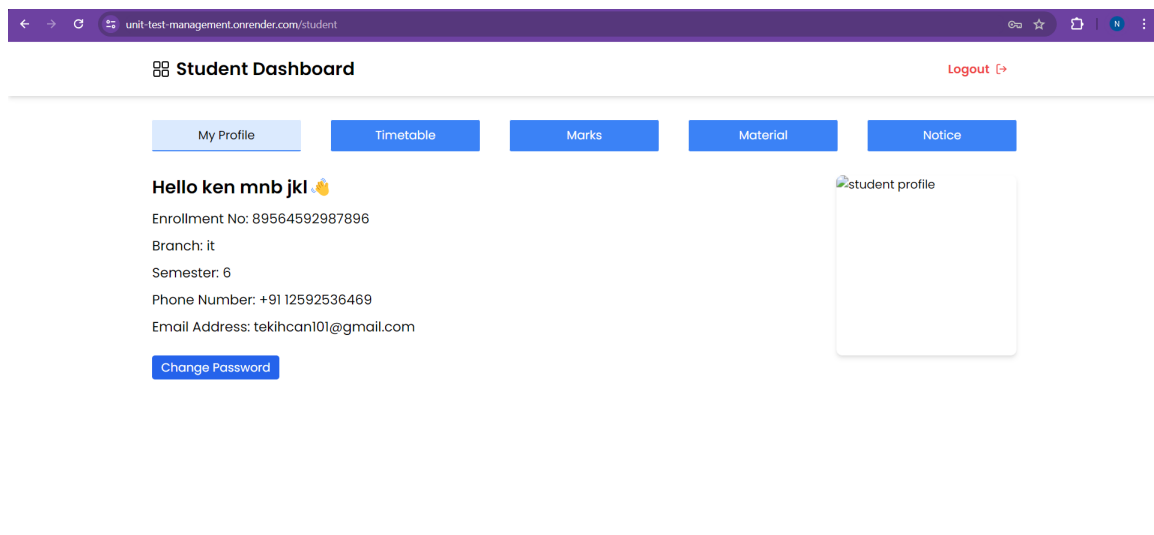 unit-test-management.onrender.com/student
N
Student Dashboard
Logout
My Profile
Timetable
Marks
Material
Notice
Hello ken mnb jkl 👋
student profile
Enrollment No: 89564592987896
Branch: it
Semester: 6
Phone Number: +91 12592536469
Email Address: tekihcan101@gmail.com
Change Password